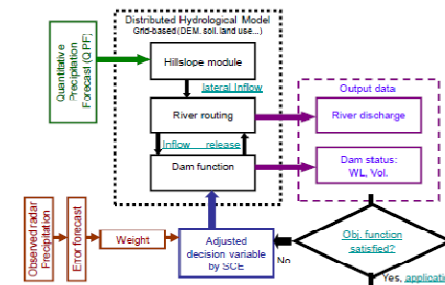 Distributed Hydrological Model
Grid-based (DEM, soil, land use...)
Quantitative
Precipitation
Forecast (QPF)
Hillslope module
lateral Inflow
River routing
Inflow release
Dam function
Output data
River discharge
Dam status:
WL, Vol.
Observed radar
Precipitation
Error forecast
Weight
Adjusted
decision variable
by SCE
No
Obj. function
satisfied?
Yes, applicati